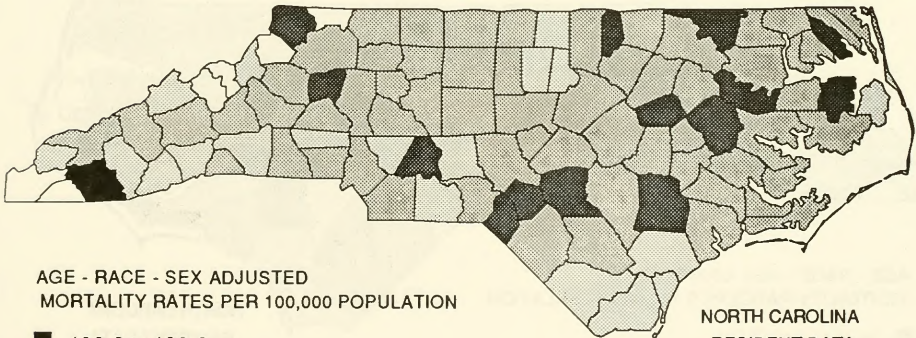 AGE - RACE - SEX ADJUSTED
MORTALITY RATES PER 100,000 POPULATION
NORTH CAROLINA